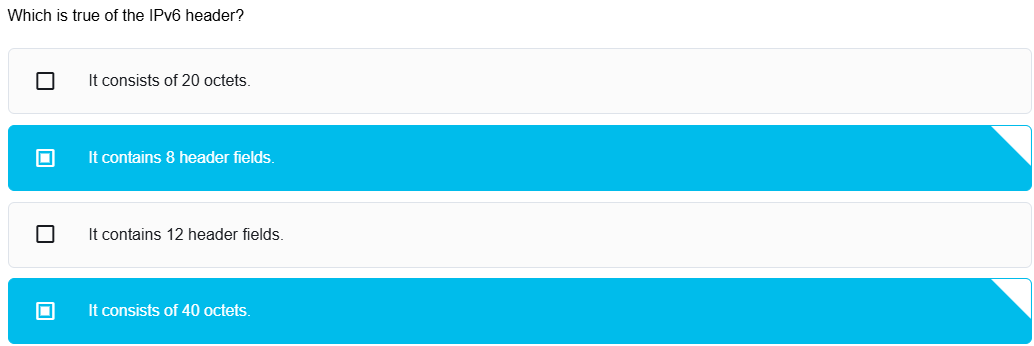 Which is true of the IPv6 header?
It consists of 20 octets.
It contains 8 header fields.
It contains 12 header fields.
It consists of 40 octets.